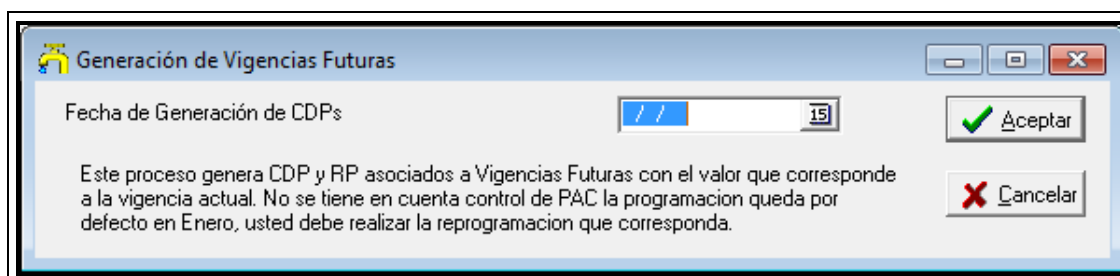 Generación de Vigencias Futuras
Fecha de Generación de CDPs
/ /
15
Aceptar
Este proceso genera CDP y RP asociados a Vigencias Futuras con el valor que corresponde
a la vigencia actual. No se tiene en cuenta control de PAC la programacion queda por
defecto en Enero, usted debe realizar la reprogramacion que corresponda.
Cancelar